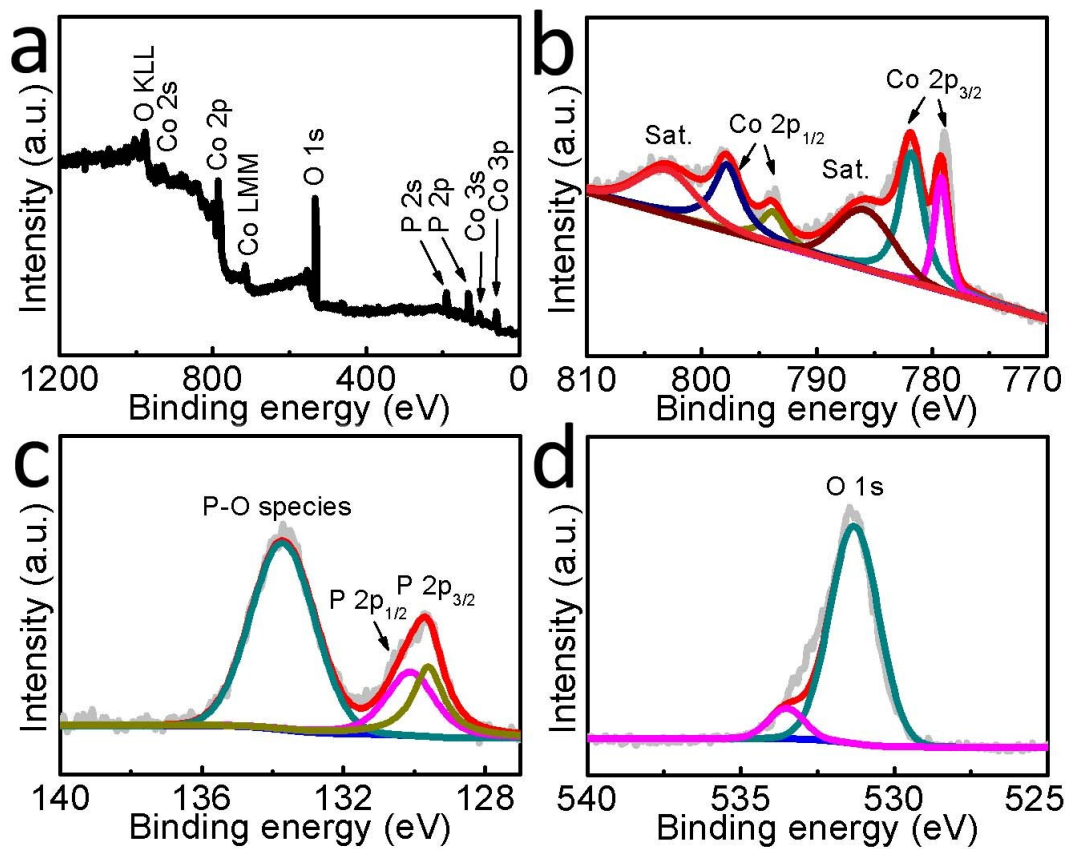 a
Intensity (a.u.)
O KLL
Co 2s
Co 2p
Co LMM
O 1s
P 2s
P 2p
Co 3s
Co 3p
1200 800 400 0
Binding energy (eV)
b
Intensity (a.u.)
Sat.
Co 2p1/2
Sat.
Co 2p3/2
810 800 790 780 770
Binding energy (eV)
c
Intensity (a.u.)
P-O species
P 2p1/2
P 2p3/2
140 136 132 128
Binding energy (eV)
d
Intensity (a.u.)
O 1s
540 535 530 525
Binding energy (eV)